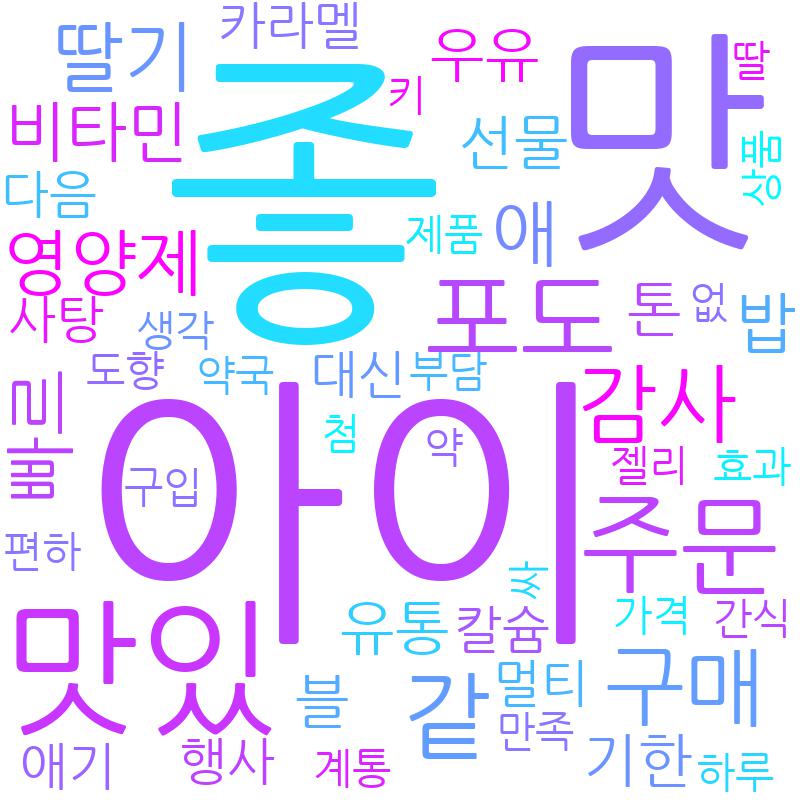 카라멜
딸기
우유
키
좋
맛
딸
비타민
선물
상품
다음
영양제
제품
애
사탕
생각
포도
톤
없
밥
도향
약국
대신
부담
빠리
아이
감사
첨
약
젤리
효과
구입
주문
편하
싸
맛있
유통
칼슘
가격
간식
블
같
멀티
구매
만족
애기
행사
계통
기한
하루